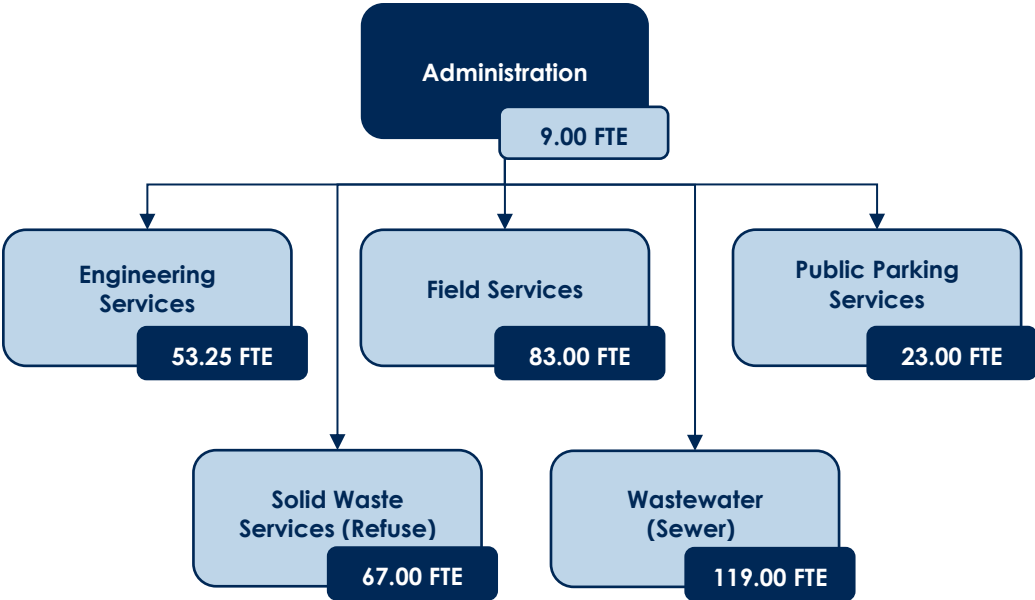 Administration
9.00 FTE
Engineering
Services
53.25 FTE
Field Services
83.00 FTE
Public Parking
Services
23.00 FTE
Solid Waste
Services (Refuse)
67.00 FTE
Wastewater
(Sewer)
119.00 FTE